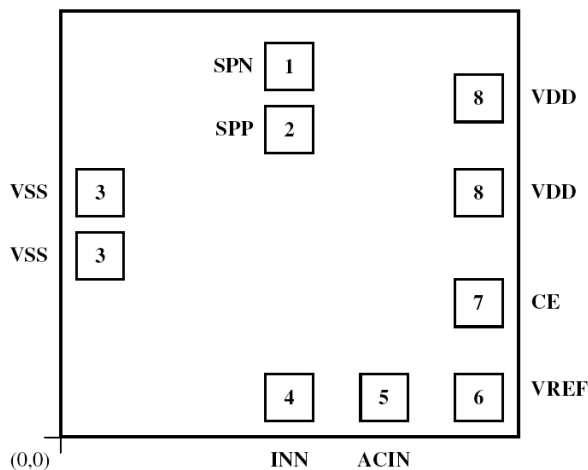 SPN 1
8 VDD
SPP 2
VSS 3
8 VDD
VSS 3
7 CE
4 5 6 VREF
(0,0) INN ACIN